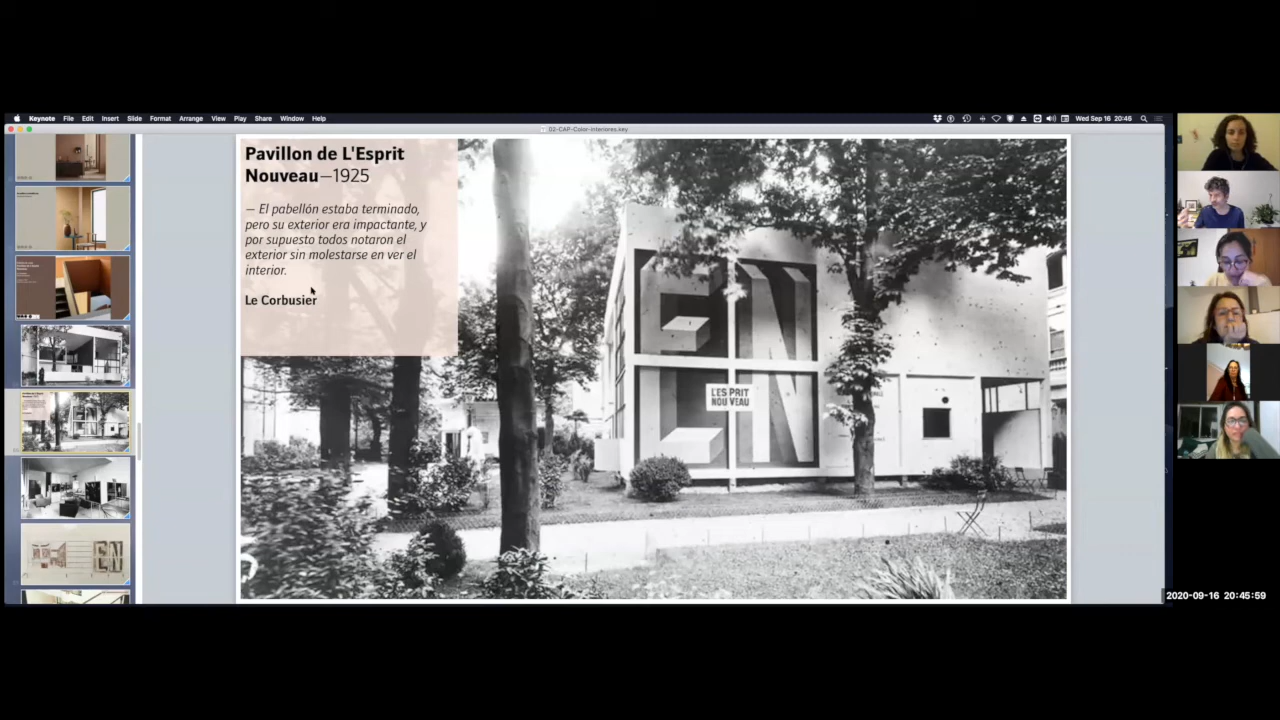 Keynote File Edit Insert Slide Format Arrange View Play Share Window Help
Wed Sep 16 20:46
02-CAP-Color-interiores.key
Pavillon de L'Esprit
Nouveau—1925
— El pabellón estaba terminado,
pero su exterior era impactante, y
por supuesto todos notaron el
exterior sin molestarse en ver el
interior.
Le Corbusier
EN
EN
L'ES PRIT
NOU VEAU
2020-09-16 20:45:59